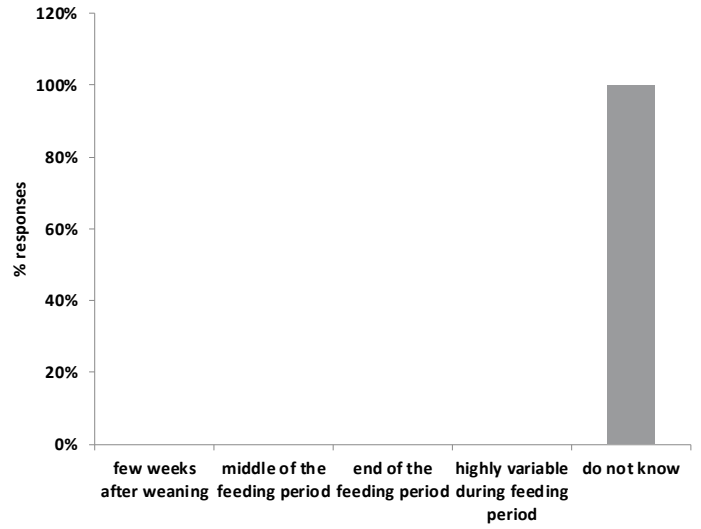 120%
100%
80%
60%
40%
20%
0%
% responses
few weeks after weaning
middle of the feeding period
end of the feeding period
highly variable during feeding period
do not know